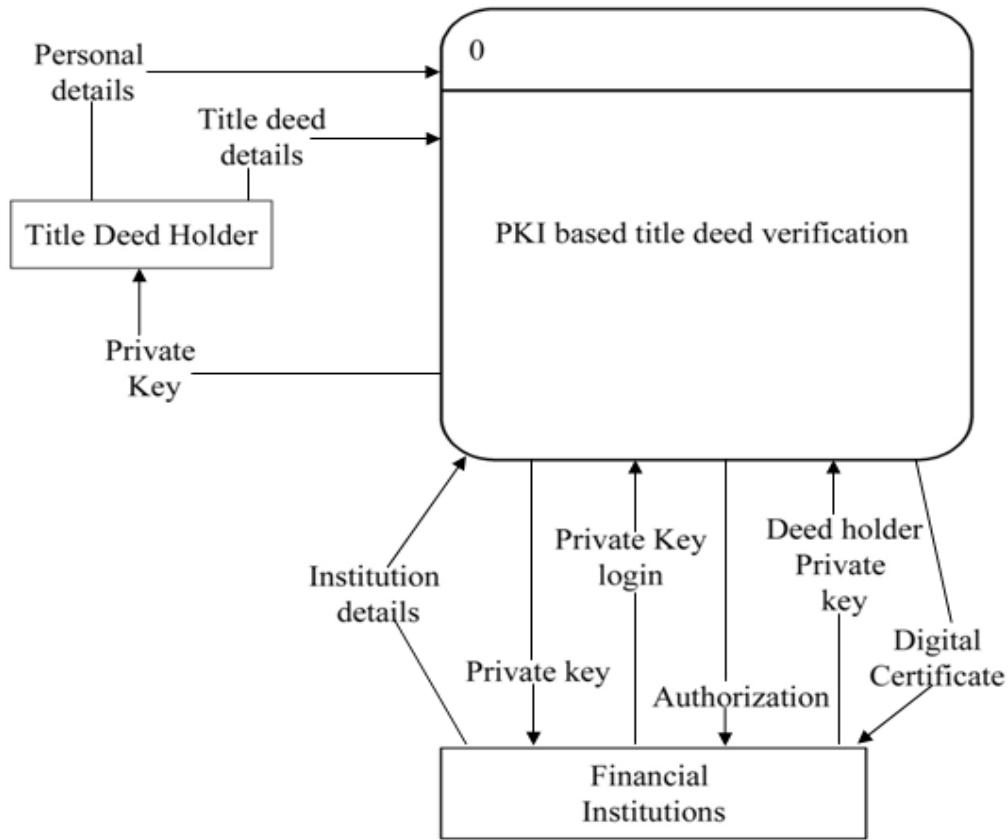 0
Personal
details
Title deed
details
Title Deed Holder
PKI based title deed verification
Private
Key
Institution
details
Private key
Private Key
login
Authorization
Deed holder
Private
key
Digital
Certificate
Financial
Institutions